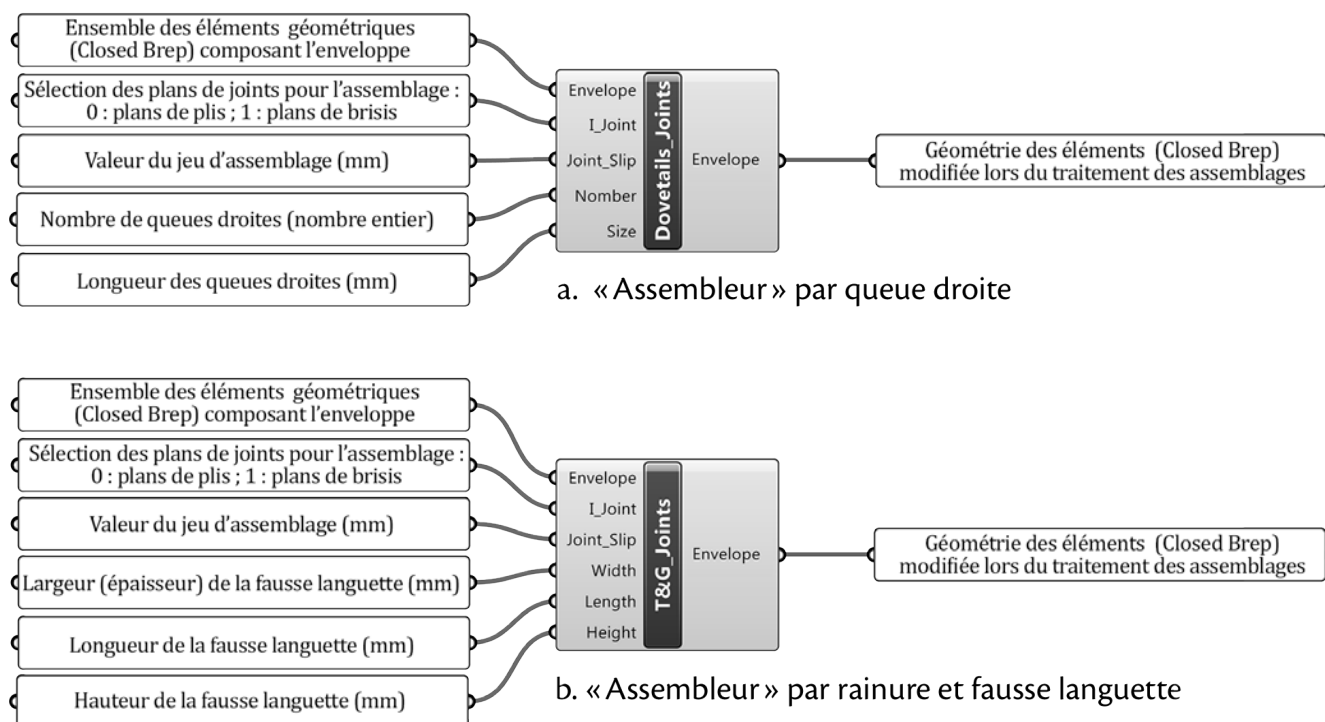 Ensemble des éléments géométriques
(Closed Brep) composant l'enveloppe
Sélection des plans de joints pour l'assemblage :
0 : plans de plis ; 1 : plans de brisis
Valeur du jeu d'assemblage (mm)
Nombre de queues droites (nombre entier)
Longueur des queues droites (mm)
Envelope
I_Joint
Joint_Slip
Nomber
Size
Dovetails_Joints
Envelope
Géométrie des éléments (Closed Brep)
modifiée lors du traitement des assemblages
a. « Assembleur » par queue droite
Ensemble des éléments géométriques
(Closed Brep) composant l'enveloppe
Sélection des plans de joints pour l'assemblage :
0 : plans de plis ; 1 : plans de brisis
Valeur du jeu d'assemblage (mm)
Largeur (épaisseur) de la fausse languette (mm)
Longueur de la fausse languette (mm)
Hauteur de la fausse languette (mm)
Envelope
I_Joint
Joint_Slip
Width
Length
Height
T&G_Joints
Envelope
Géométrie des éléments (Closed Brep)
modifiée lors du traitement des assemblages
b. « Assembleur » par rainure et fausse languette